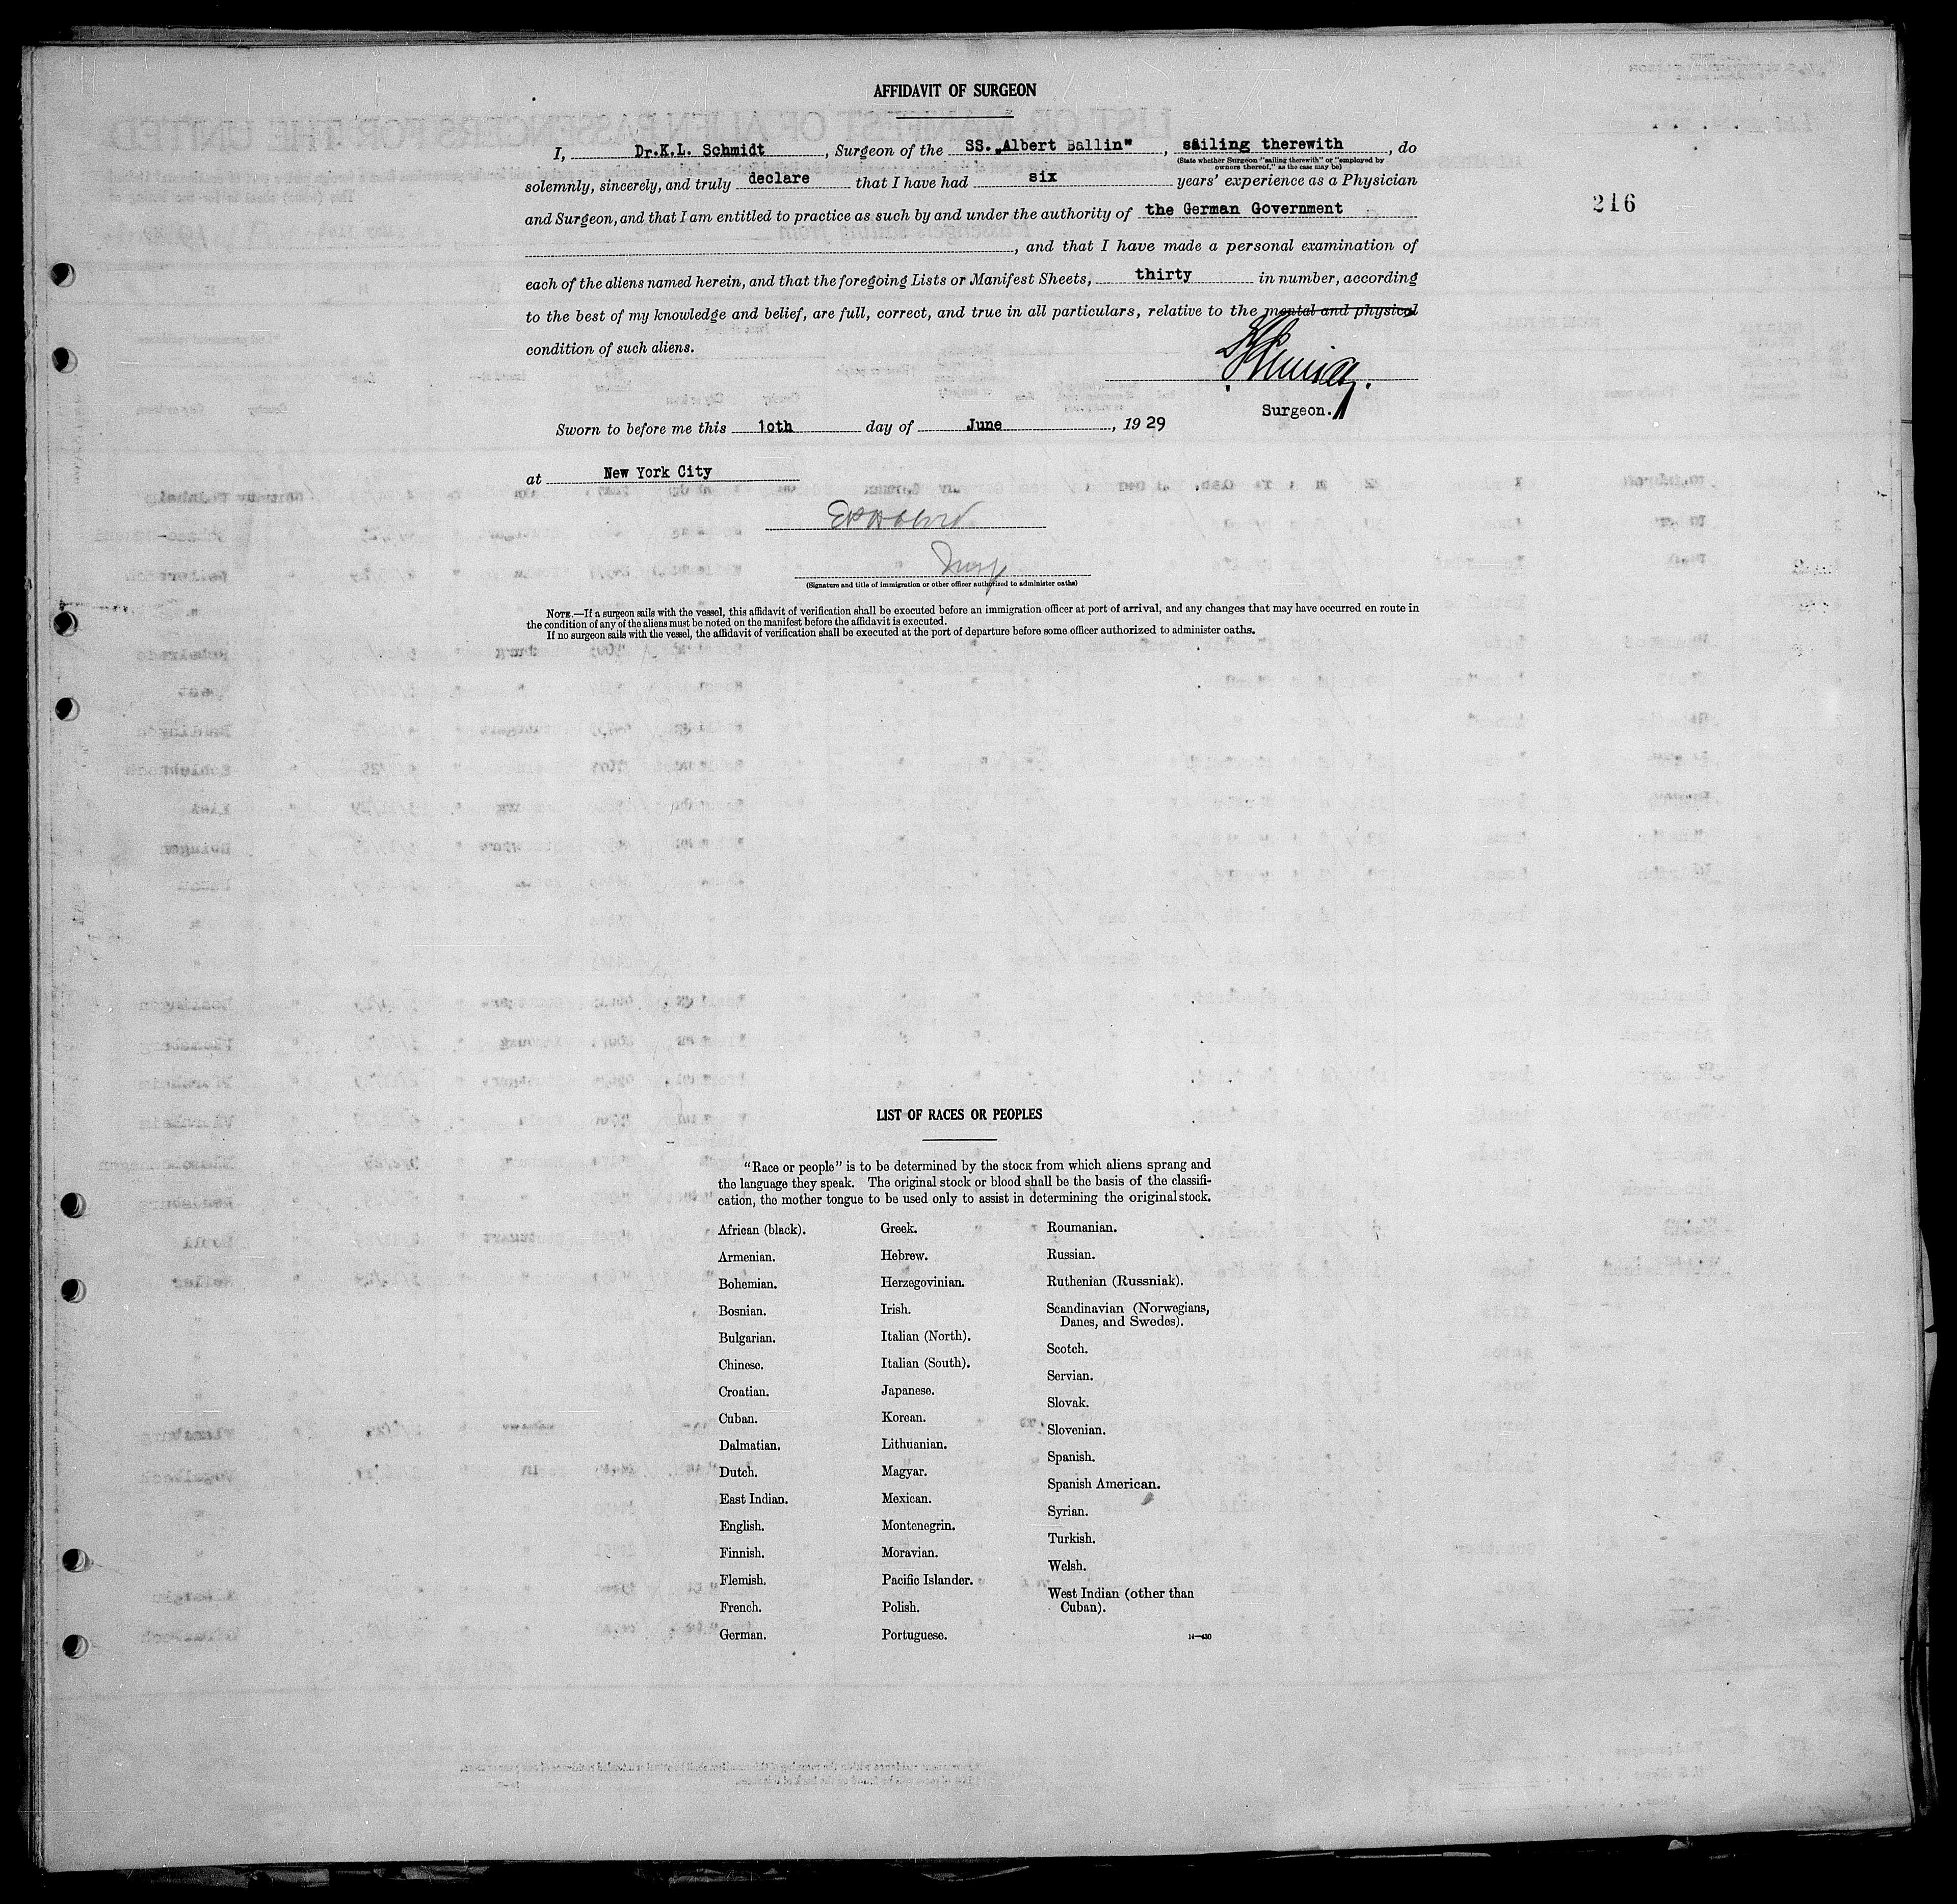 AFFIDAVIT OF SURGEON
I, Dr.K.L. Schmidt, Surgeon of the SS. „Albert Ballin", sailing therewith, do
(State whether Surgeon "sailing therewith" or "employed by
owners thereof," as the case may be)
solemnly, sincerely, and truly declare that I have had six years' experience as a Physician
and Surgeon, and that I am entitled to practice as such by and under the authority of the German Government
216
, and that I have made a personal examination of
each of the aliens named herein, and that the foregoing Lists or Manifest Sheets, thirty in number, according
to the best of my knowledge and belief, are full, correct, and true in all particulars, relative to the mental and physical
condition of such aliens.
Surgeon.
Sworn to before me this 1oth day of June, 1929
at New York City
(Signature and title of immigration or other officer authorized to administer oaths)
NOTE.—If a surgeon sails with the vessel, this affidavit of verification shall be executed before an immigration officer at port of arrival, and any changes that may have occurred en route in
the condition of any of the aliens must be noted on the manifest before the affidavit is executed.
If no surgeon sails with the vessel, the affidavit of verification shall be executed at the port of departure before some officer authorized to administer oaths.
LIST OF RACES OR PEOPLES
"Race or people" is to be determined by the stock from which aliens sprang and
the language they speak. The original stock or blood shall be the basis of the classifi-
cation, the mother tongue to be used only to assist in determining the original stock.
African (black).
Armenian.
Bohemian.
Bosnian.
Bulgarian.
Chinese.
Croatian.
Cuban.
Dalmatian.
Dutch.
East Indian.
English.
Finnish.
Flemish.
French.
German.
Greek.
Hebrew.
Herzegovinian.
Irish.
Italian (North).
Italian (South).
Japanese.
Korean.
Lithuanian.
Magyar.
Mexican.
Montenegrin.
Moravian.
Pacific Islander.
Polish.
Portuguese.
Roumanian.
Russian.
Ruthenian (Russniak).
Scandinavian (Norwegians,
Danes, and Swedes).
Scotch.
Servian.
Slovak.
Slovenian.
Spanish.
Spanish American.
Syrian.
Turkish.
Welsh.
West Indian (other than
Cuban).
14—430